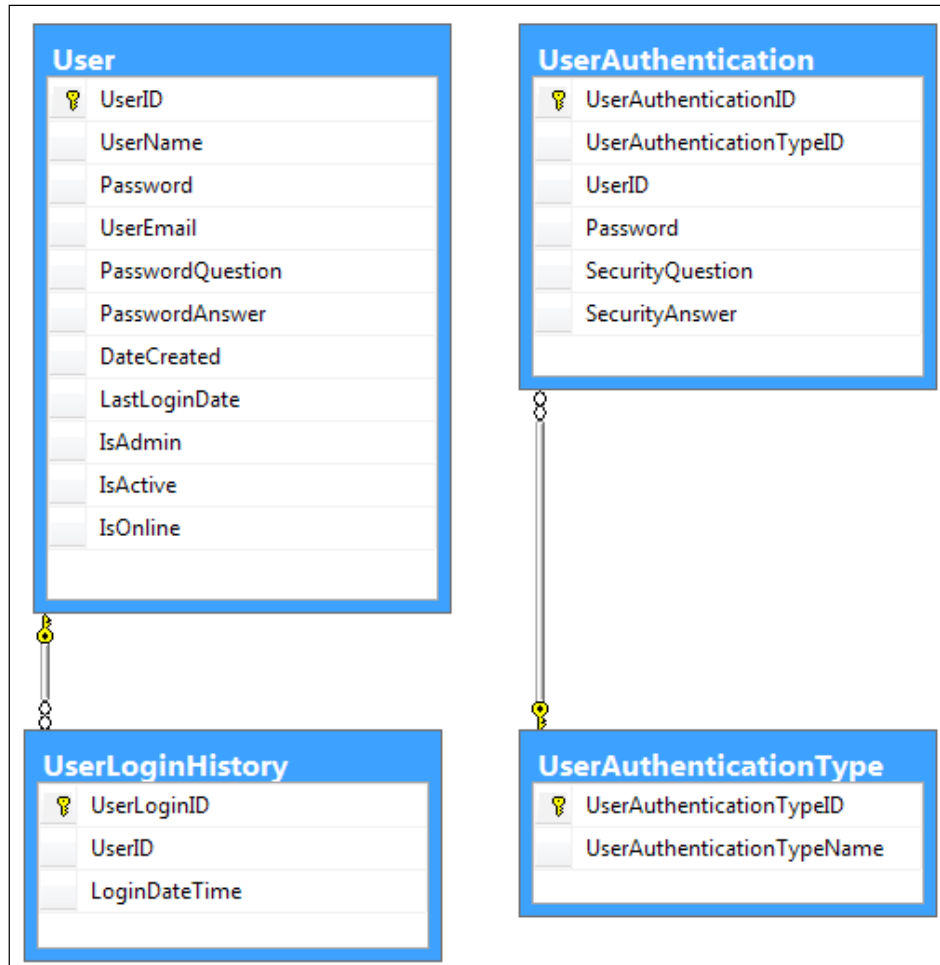 User
UserID
UserName
Password
UserEmail
PasswordQuestion
PasswordAnswer
DateCreated
LastLoginDate
IsAdmin
IsActive
IsOnline
UserAuthentication
UserAuthenticationID
UserAuthenticationTypeID
UserID
Password
SecurityQuestion
SecurityAnswer
UserLoginHistory
UserLoginID
UserID
LoginDateTime
UserAuthenticationType
UserAuthenticationTypeID
UserAuthenticationTypeName